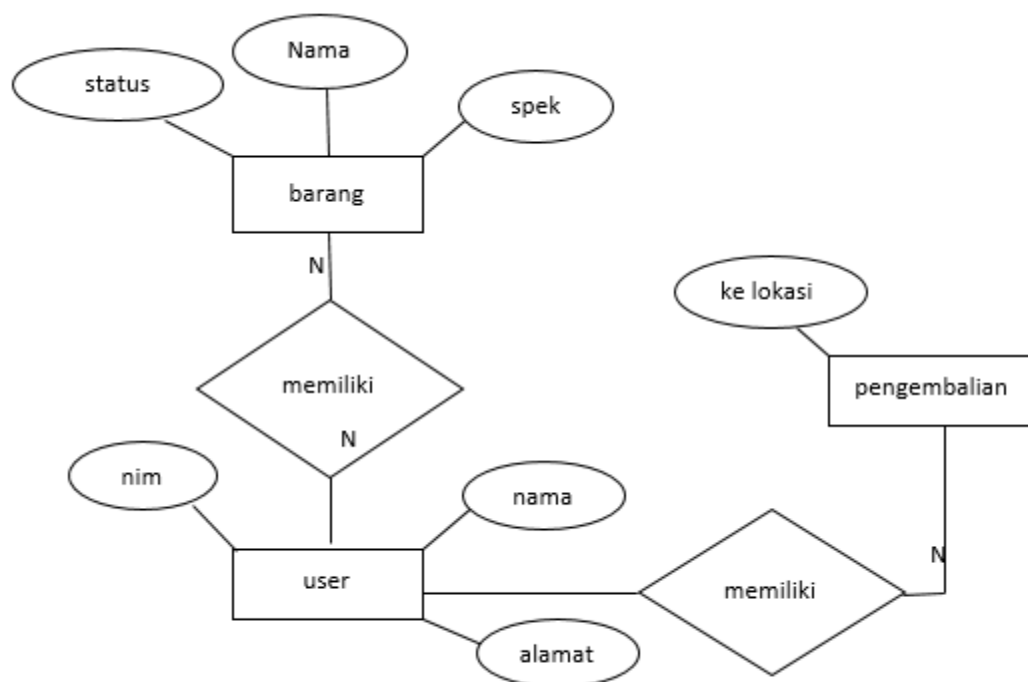 Nama
status
spek
barang
N
ke lokasi
memiliki
pengembalian
N
nim
nama
N
user
memiliki
alamat